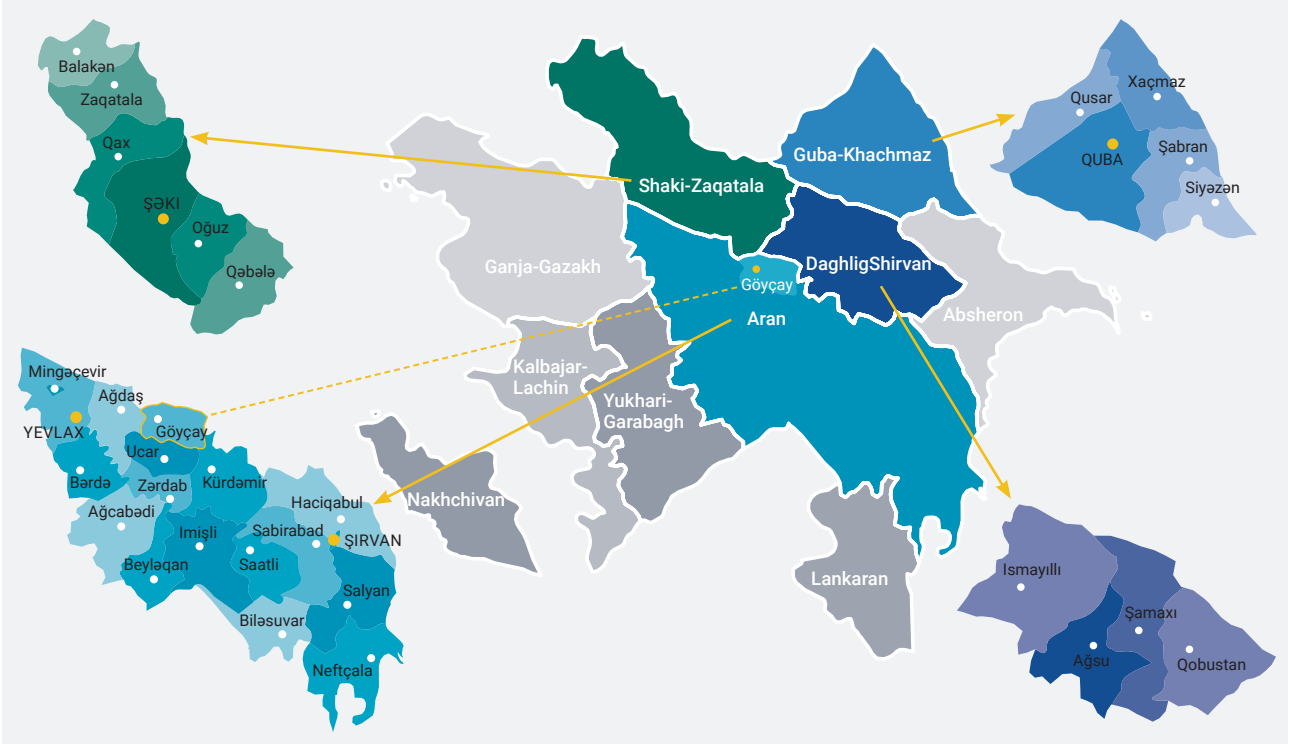 Balakən
Zaqatala
Qax
ŞƏKI
Oğuz
Qəbələ
Shaki-Zaqatala
Guba-Khachmaz
Ganja-Gazakh
DaghligShirvan
Göyçay
Aran
Absheron
Kalbajar-
Lachin
Yukhari-
Garabagh
Nakhchivan
Lankaran
Xaçmaz
Qusar
QUBA
Şabran
Siyəzən
Mingəçevir
Ağdaş
YEVLAX
Göyçay
Ucar
Bərdə
Zərdab
Kürdəmir
Ağcabədi
Haciqabul
Imişli
Sabirabad
ŞIRVAN
Beyləqan
Saatli
Salyan
Biləsuvar
Neftçala
Ismayıllı
Şamaxı
Ağsu
Qobustan